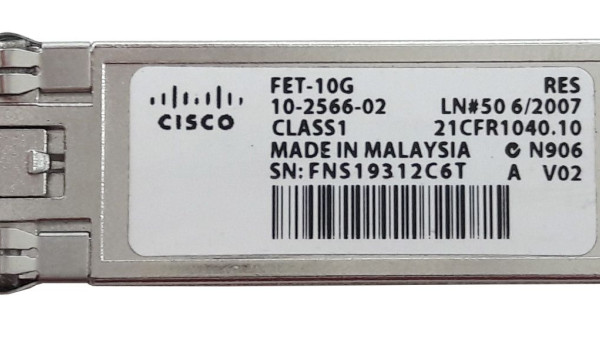 CISCO
FET-10G RES
10-2566-02 LN#50 6/2007
CLASS1 21CFR1040.10
MADE IN MALAYSIA N906
SN: FNS19312C6T A V02